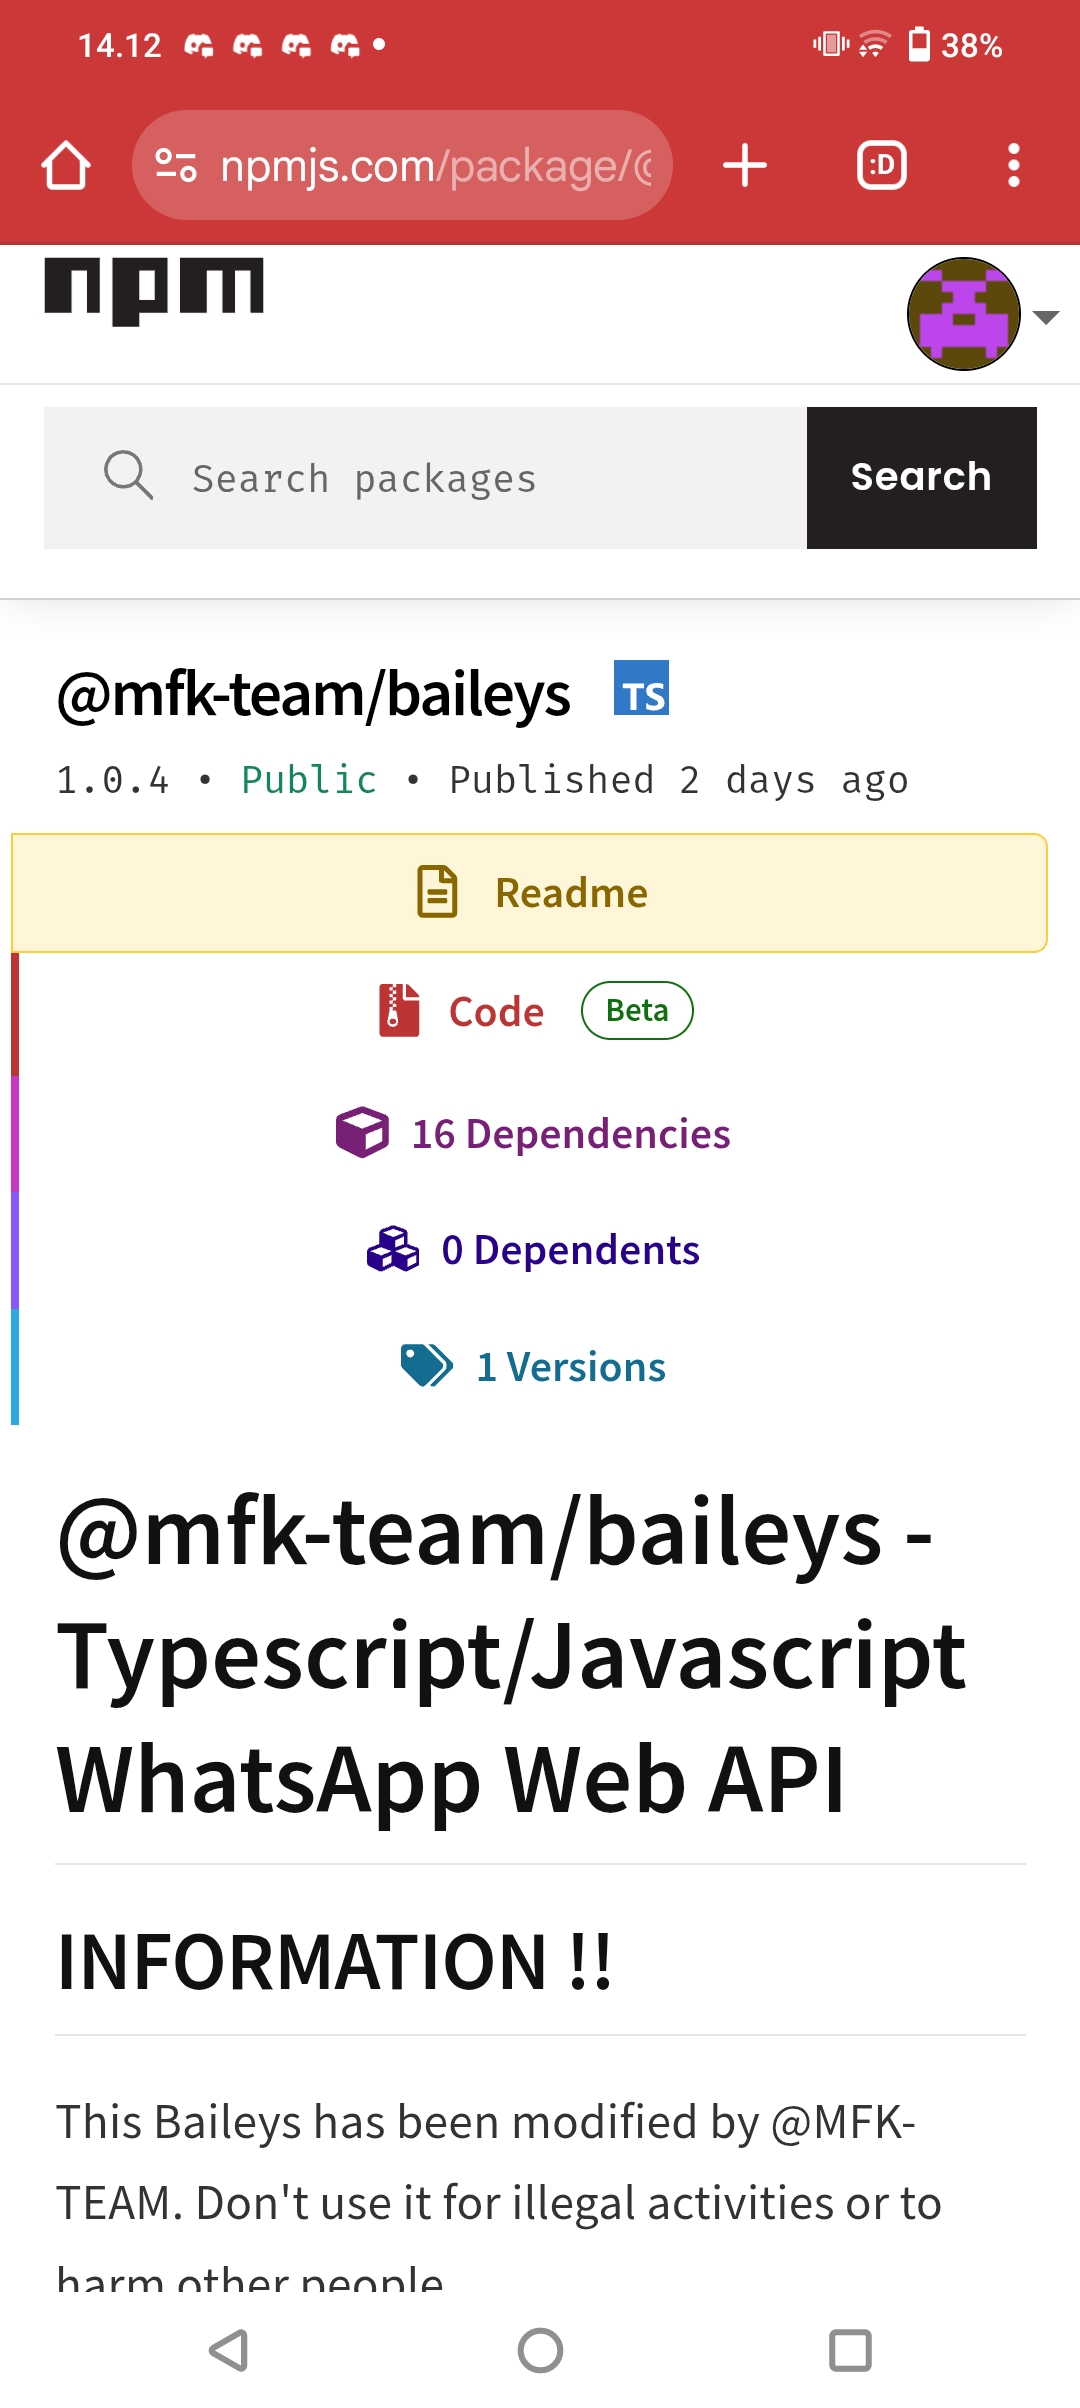 14.12
38%
npmjs.com/package/@
:D
npm
Search packages
Search
@mfk-team/baileys TS
1.0.4 • Public • Published 2 days ago
Readme
Code Beta
16 Dependencies
0 Dependents
1 Versions
@mfk-team/baileys -
Typescript/Javascript
WhatsApp Web API
INFORMATION !!
This Baileys has been modified by @MFK-
TEAM. Don't use it for illegal activities or to
harm other people